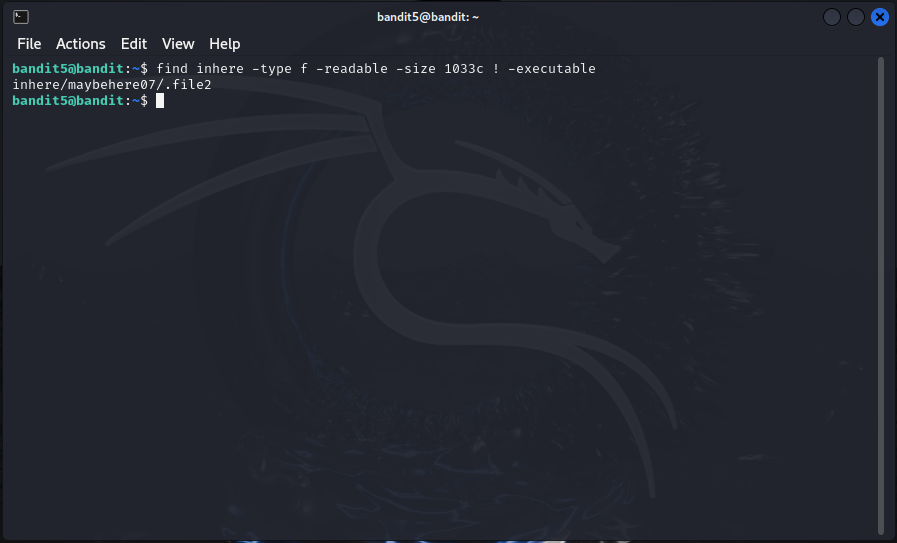 bandit5@bandit: ~
File Actions Edit View Help
bandit5@bandit:~$ find inhere -type f -readable -size 1033c ! -executable
inhere/maybehere07/.file2
bandit5@bandit:~$